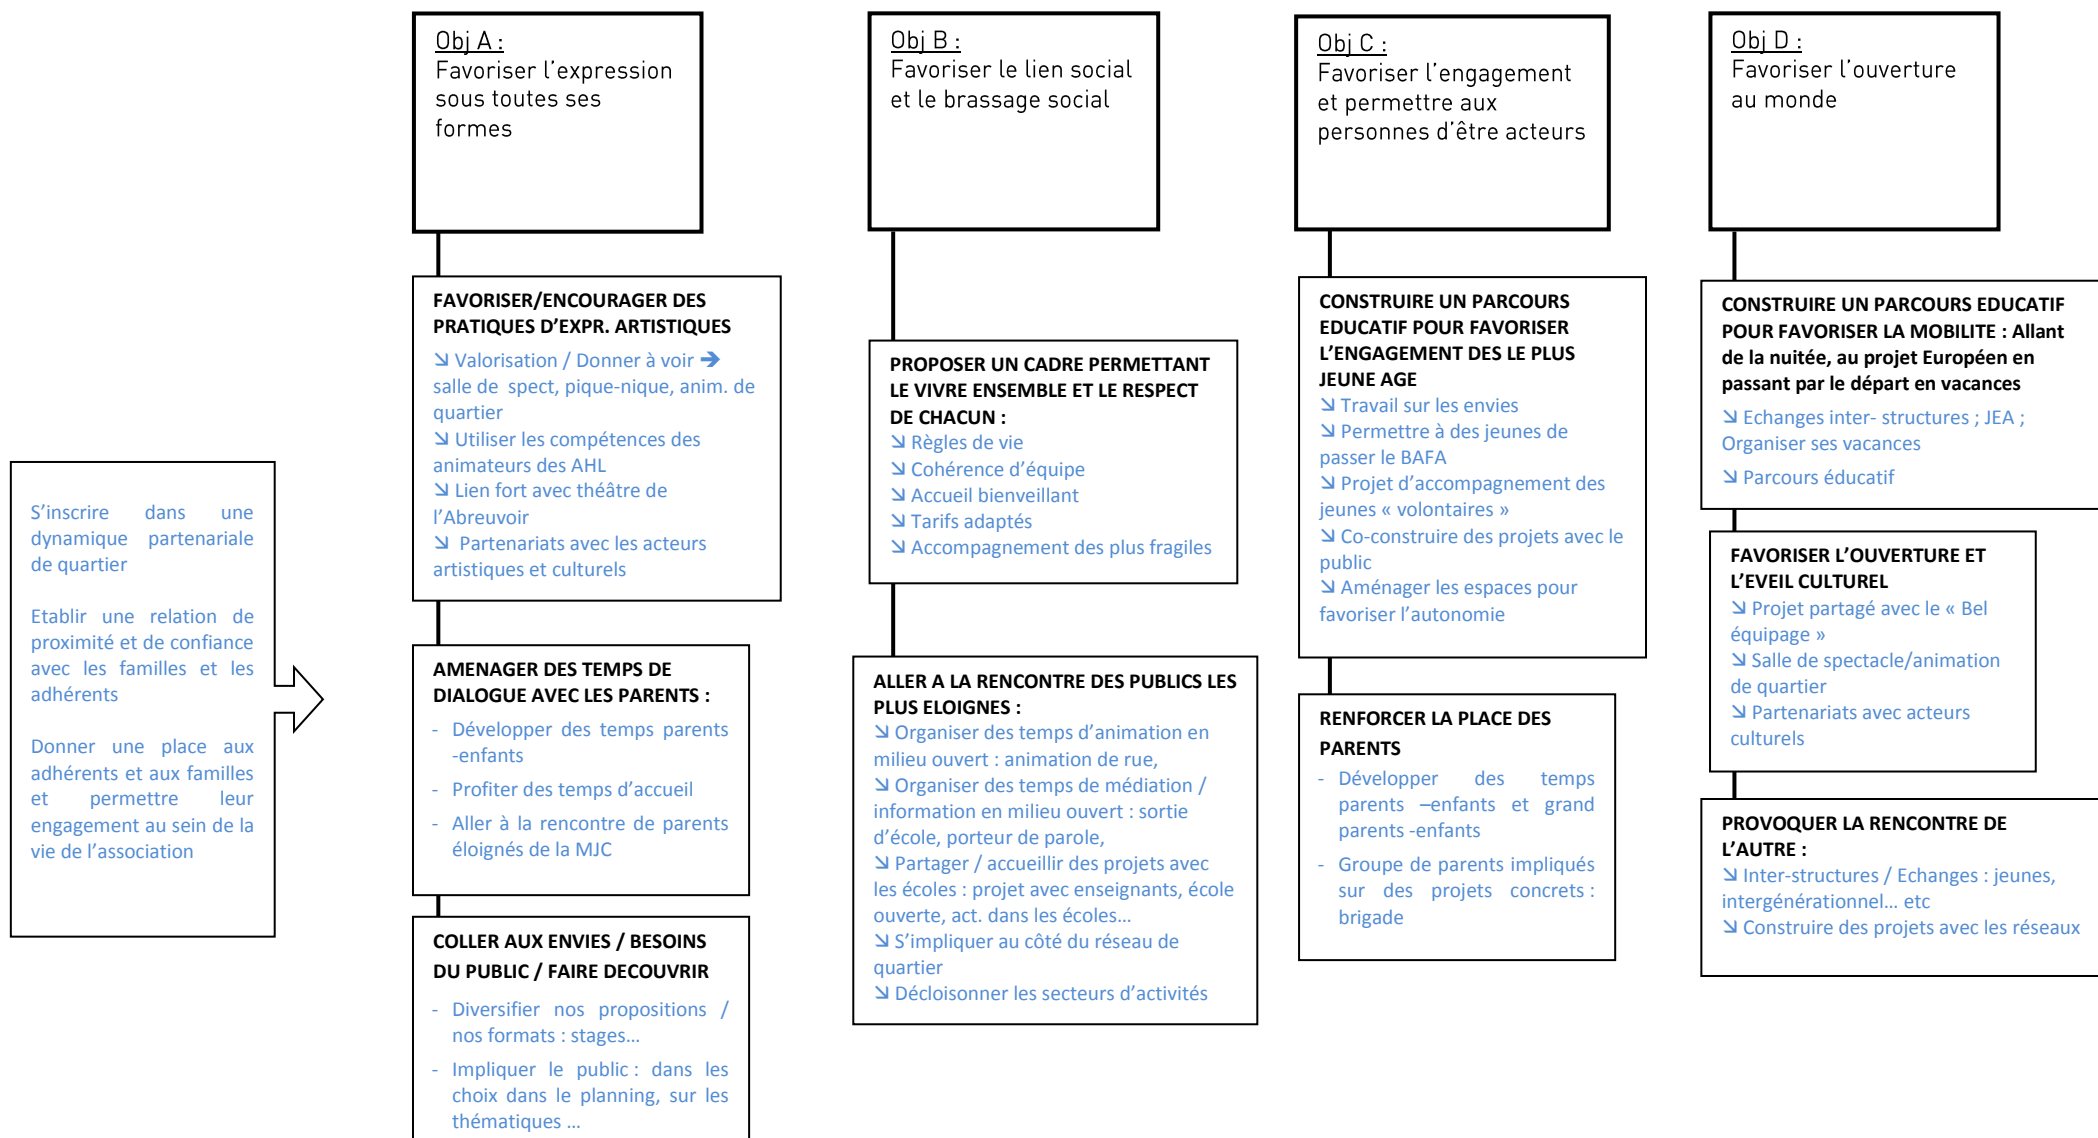 S'inscrire dans une
dynamique partenariale
de quartier
Etablir une relation de
proximité et de confiance
avec les familles et les
adhérents
Donner une place aux
adhérents et aux familles
et permettre leur
engagement au sein de la
vie de l'association
Obj A :
Favoriser l'expression
sous toutes ses
formes
FAVORISER/ENCOURAGER DES
PRATIQUES D'EXPR. ARTISTIQUES
↘ Valorisation / Donner à voir ➔
salle de spect, pique-nique, anim. de
quartier
↘ Utiliser les compétences des
animateurs des AHL
↘ Lien fort avec théâtre de
l'Abreuvoir
↘ Partenariats avec les acteurs
artistiques et culturels
AMENAGER DES TEMPS DE
DIALOGUE AVEC LES PARENTS :
- Développer des temps parents
-enfants
- Profiter des temps d'accueil
- Aller à la rencontre de parents
éloignés de la MJC
COLLER AUX ENVIES / BESOINS
DU PUBLIC / FAIRE DECOUVRIR
- Diversifier nos propositions /
nos formats : stages…
- Impliquer le public : dans les
choix dans le planning, sur les
thématiques …
Obj B :
Favoriser le lien social
et le brassage social
PROPOSER UN CADRE PERMETTANT
LE VIVRE ENSEMBLE ET LE RESPECT
DE CHACUN :
↘ Règles de vie
↘ Cohérence d'équipe
↘ Accueil bienveillant
↘ Tarifs adaptés
↘ Accompagnement des plus fragiles
ALLER A LA RENCONTRE DES PUBLICS LES
PLUS ELOIGNES :
↘ Organiser des temps d'animation en
milieu ouvert : animation de rue,
↘ Organiser des temps de médiation /
information en milieu ouvert : sortie
d'école, porteur de parole,
↘ Partager / accueillir des projets avec
les écoles : projet avec enseignants, école
ouverte, act. dans les écoles…
↘ S'impliquer au côté du réseau de
quartier
↘ Décloisonner les secteurs d'activités
Obj C :
Favoriser l'engagement
et permettre aux
personnes d'être acteurs
CONSTRUIRE UN PARCOURS
EDUCATIF POUR FAVORISER
L'ENGAGEMENT DES LE PLUS
JEUNE AGE
↘ Travail sur les envies
↘ Permettre à des jeunes de
passer le BAFA
↘ Projet d'accompagnement des
jeunes « volontaires »
↘ Co-construire des projets avec le
public
↘ Aménager les espaces pour
favoriser l'autonomie
RENFORCER LA PLACE DES
PARENTS
- Développer des temps
parents –enfants et grand
parents -enfants
- Groupe de parents impliqués
sur des projets concrets :
brigade
Obj D :
Favoriser l'ouverture
au monde
CONSTRUIRE UN PARCOURS EDUCATIF
POUR FAVORISER LA MOBILITE : Allant
de la nuitée, au projet Européen en
passant par le départ en vacances
↘ Echanges inter- structures ; JEA ;
Organiser ses vacances
↘ Parcours éducatif
FAVORISER L'OUVERTURE ET
L'EVEIL CULTUREL
↘ Projet partagé avec le « Bel
équipage »
↘ Salle de spectacle/animation
de quartier
↘ Partenariats avec acteurs
culturels
PROVOQUER LA RENCONTRE DE
L'AUTRE :
↘ Inter-structures / Echanges : jeunes,
intergénérationnel… etc
↘ Construire des projets avec les réseaux